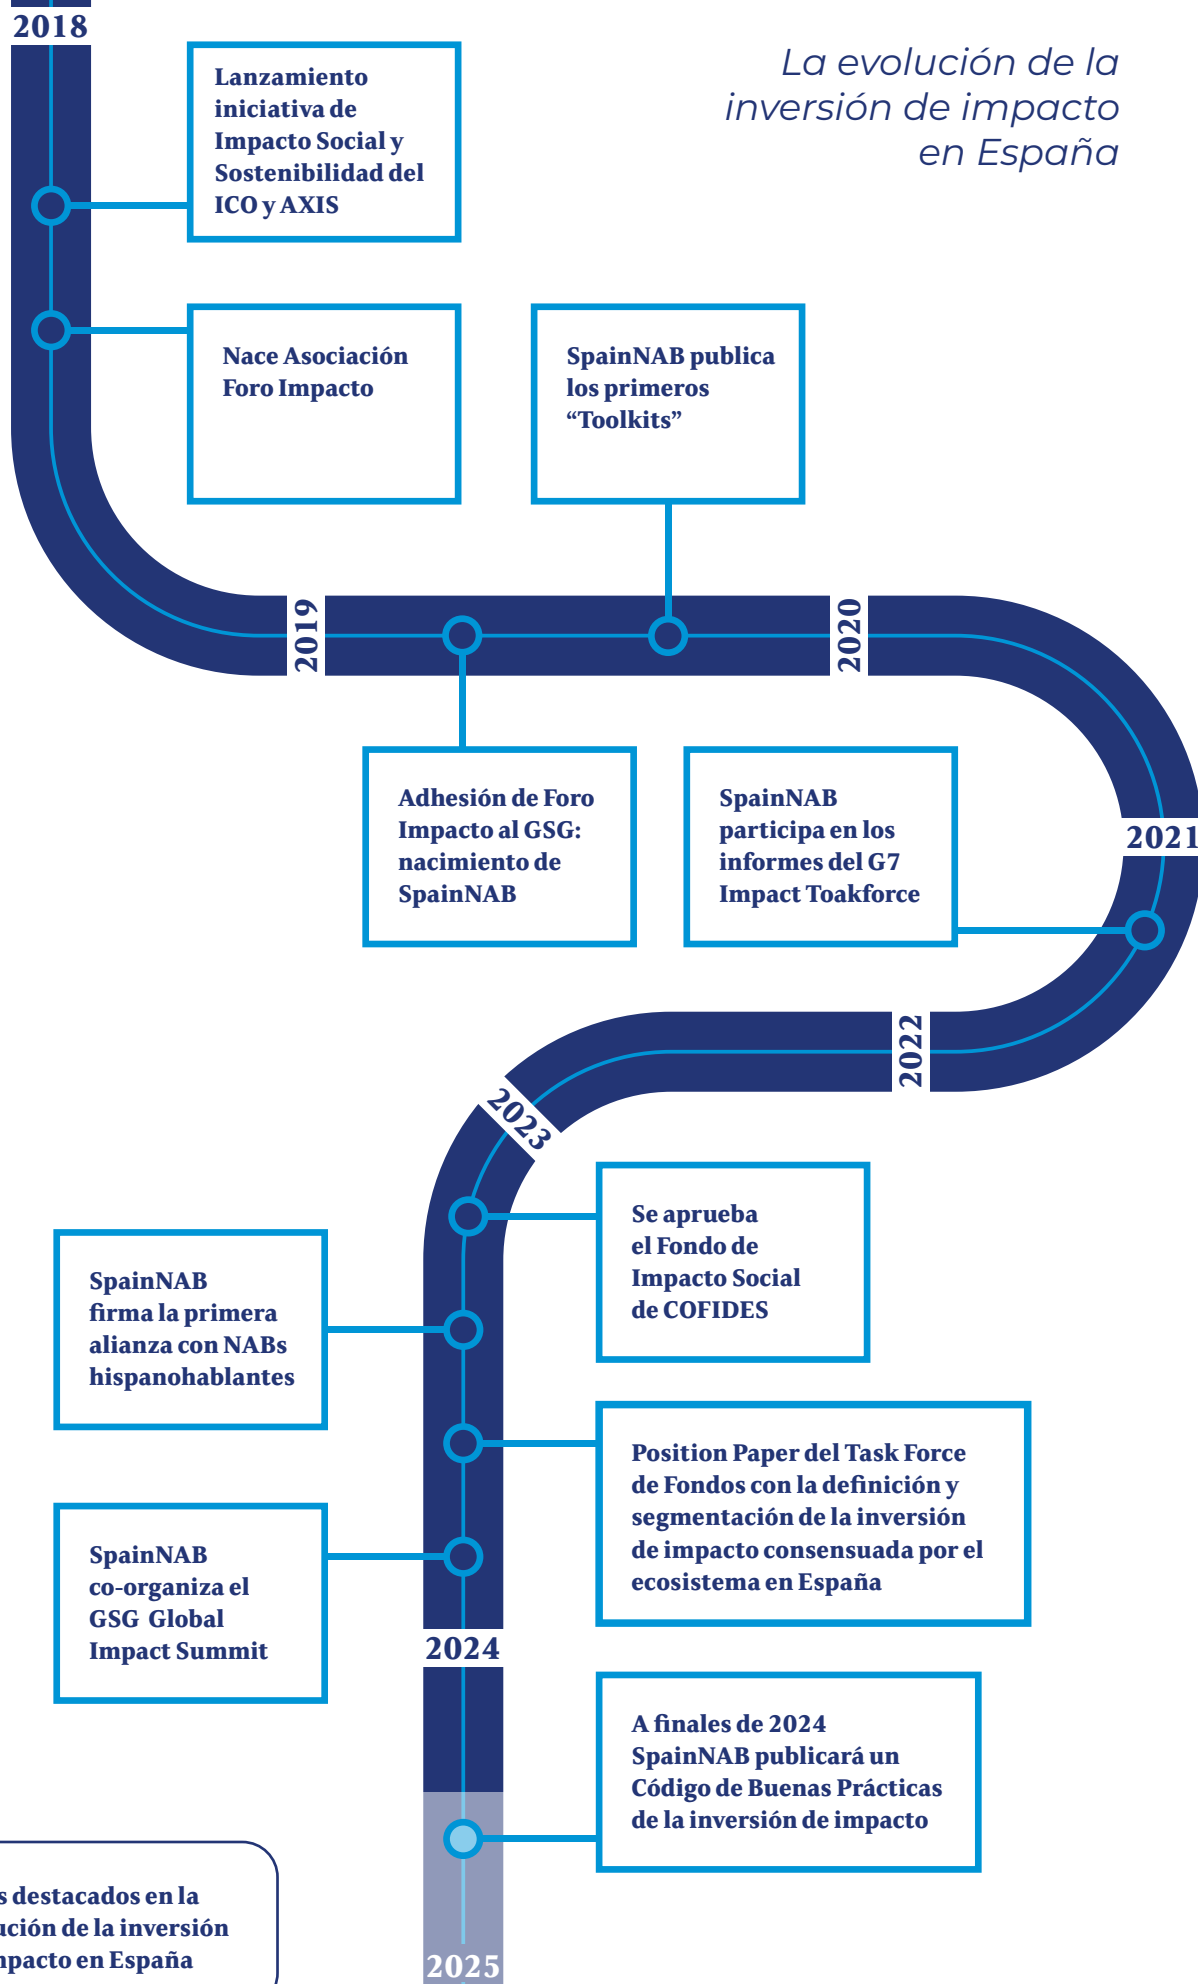 2018
La evolución de la
inversión de impacto
en España
Lanzamiento
iniciativa de
Impacto Social y
Sostenibilidad del
ICO y AXIS
Nace Asociación
Foro Impacto
SpainNAB publica
los primeros
“Toolkits”
2019
2020
Adhesión de Foro
Impacto al GSG:
nacimiento de
SpainNAB
SpainNAB
participa en los
informes del G7
Impact Toakforce
2021
2022
2023
Se aprueba
el Fondo de
Impacto Social
de COFIDES
SpainNAB
firma la primera
alianza con NABs
hispanohablantes
Position Paper del Task Force
de Fondos con la definición y
segmentación de la inversión
de impacto consensuada por el
ecosistema en España
SpainNAB
co-organiza el
GSG Global
Impact Summit
2024
A finales de 2024
SpainNAB publicará un
Código de Buenas Prácticas
de la inversión de impacto
destacados en la
de la inversión
en España
2025